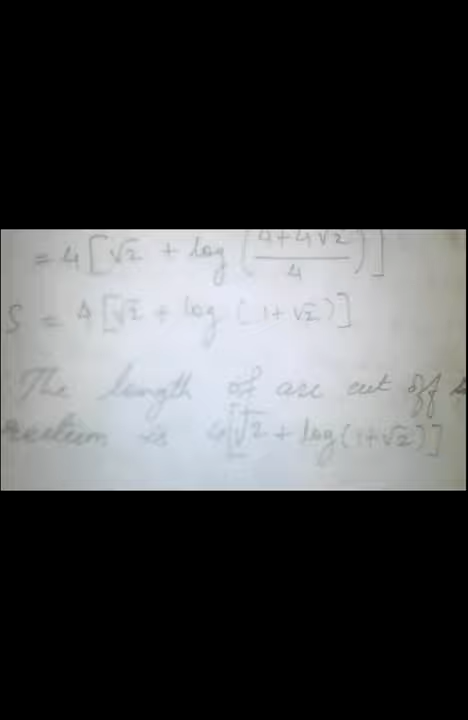 = 4 [ √2 + log ( (4+4√2)/4 ) ]
S = 4 [ √2 + log ( 1+√2 ) ]
The length of arc cut off
rectum is 4 [ √2 + log (1+√2) ]